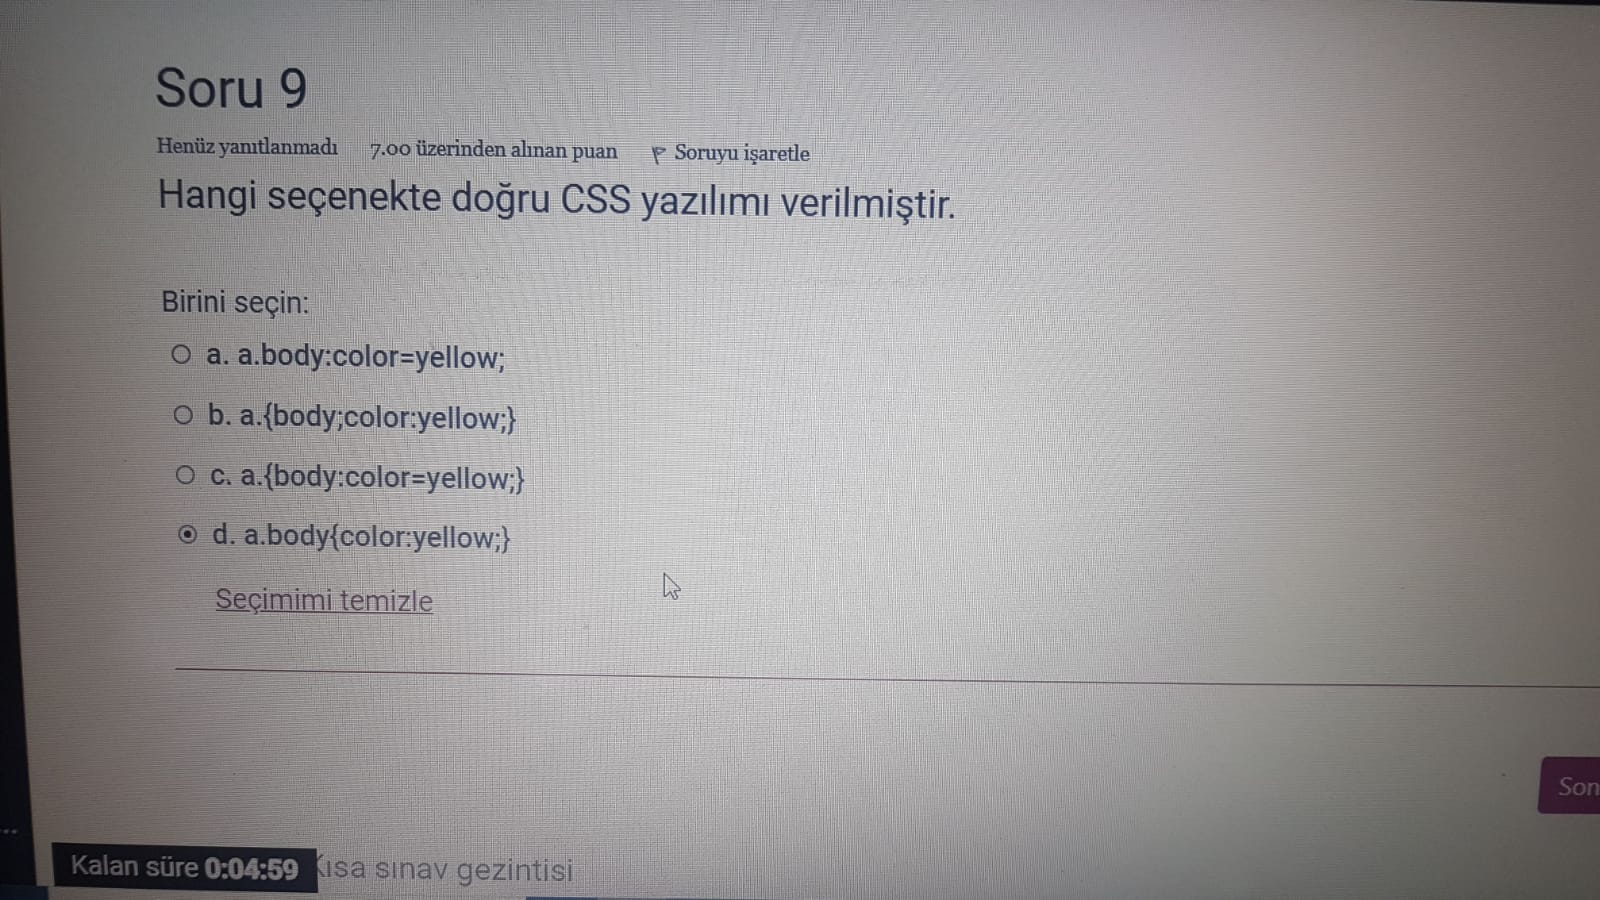 Soru 9
Henüz yanıtlanmadı 7.00 üzerinden alınan puan Soruyu işaretle
Hangi seçenekte doğru CSS yazılımı verilmiştir.
Birini seçin:
a. a.body:color=yellow;
b. a.{body;color:yellow;}
c. a.{body:color=yellow;}
d. a.body{color:yellow;}
Seçimimi temizle
Son
Kalan süre 0:04:59 Kısa sınav gezintisi